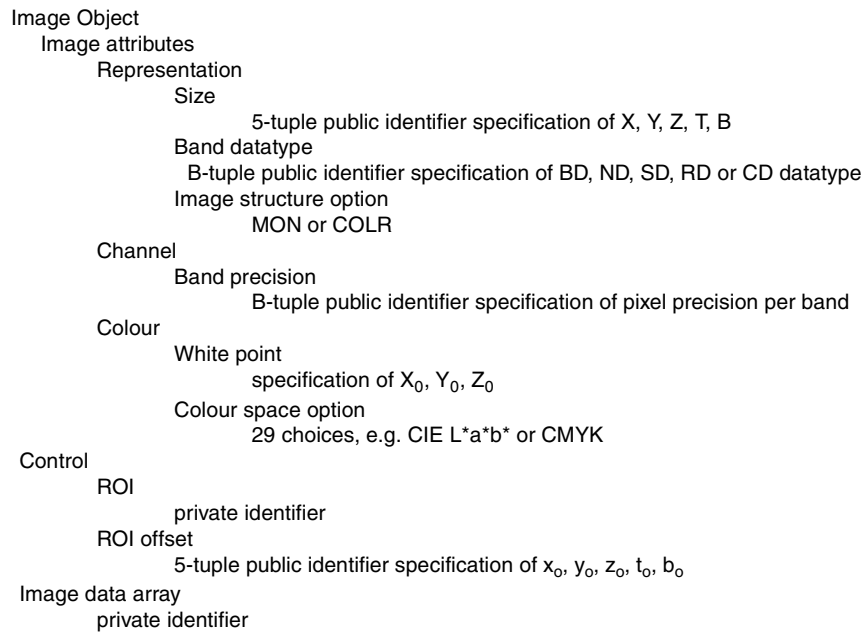 Image Object
Image attributes
Representation
Size
5-tuple public identifier specification of X, Y, Z, T, B
Band datatype
B-tuple public identifier specification of BD, ND, SD, RD or CD datatype
Image structure option
MON or COLR
Channel
Band precision
B-tuple public identifier specification of pixel precision per band
Colour
White point
specification of X₀, Y₀, Z₀
Colour space option
29 choices, e.g. CIE L*a*b* or CMYK
Control
ROI
private identifier
ROI offset
5-tuple public identifier specification of xₒ, yₒ, zₒ, tₒ, bₒ
Image data array
private identifier